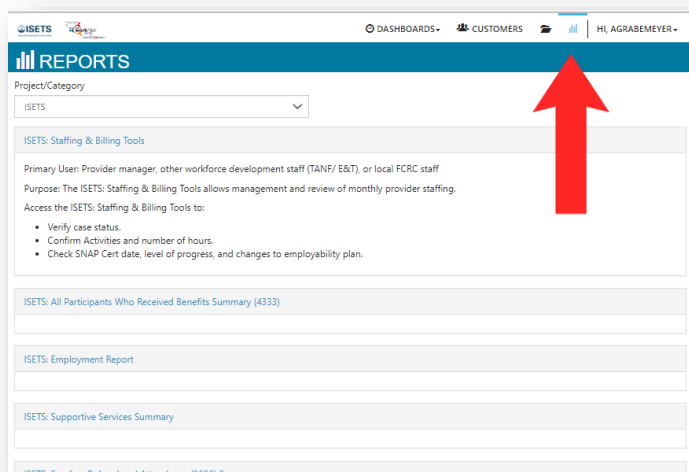 ISETS
workNet
DASHBOARDS
CUSTOMERS
HI, AGRABEMEYER
REPORTS
Project/Category
ISETS
ISETS: Staffing & Billing Tools
Primary User: Provider manager, other workforce development staff (TANF/ E&T), or local FCRC staff
Purpose: The ISETS: Staffing & Billing Tools allows management and review of monthly provider staffing.
Access the ISETS: Staffing & Billing Tools to:
• Verify case status.
• Confirm Activities and number of hours.
• Check SNAP Cert date, level of progress, and changes to employability plan.
ISETS: All Participants Who Received Benefits Summary (4333)
ISETS: Employment Report
ISETS: Supportive Services Summary